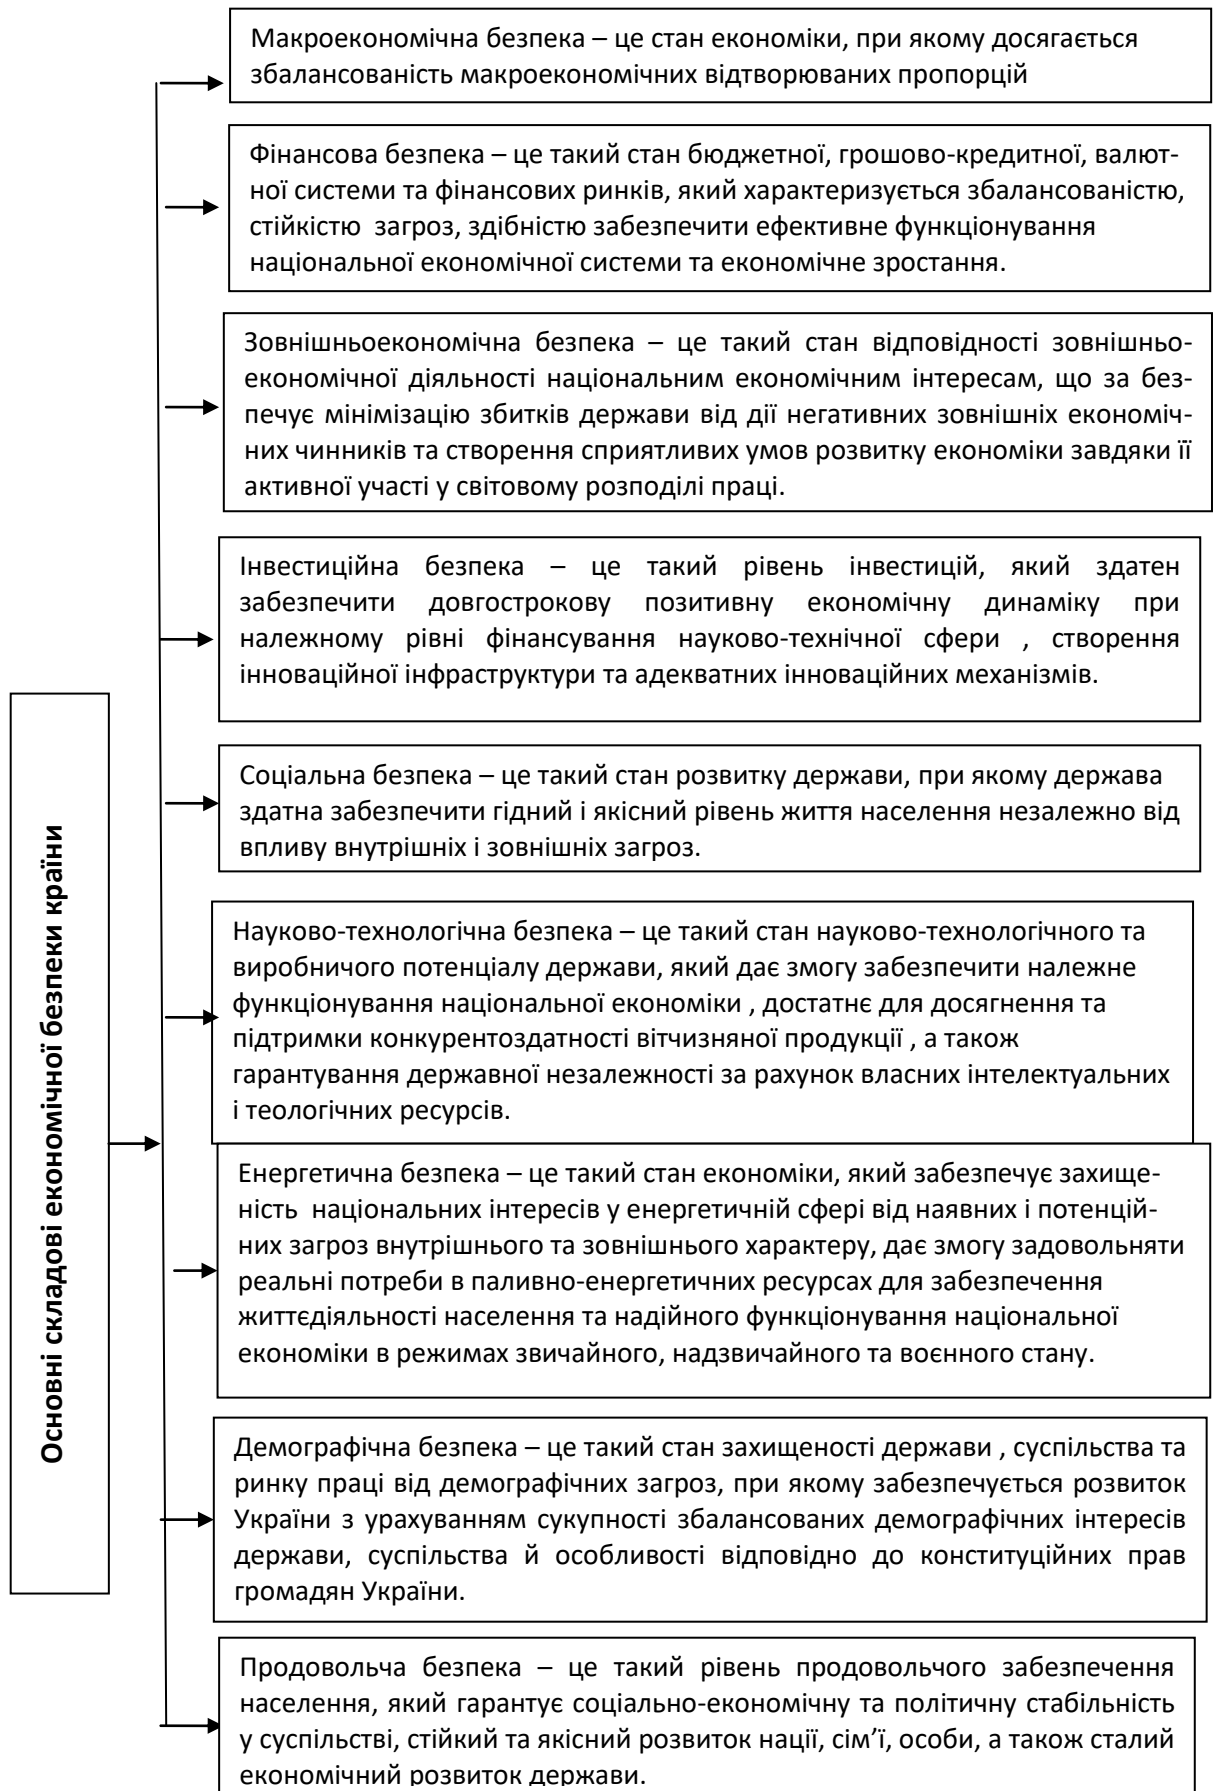 Макроекономічна безпека – це стан економіки, при якому досягається
збалансованість макроекономічних відтворюваних пропорцій
Фінансова безпека – це такий стан бюджетної, грошово-кредитної, валют-
ної системи та фінансових ринків, який характеризується збалансованістю,
стійкістю загроз, здібністю забезпечити ефективне функціонування
національної економічної системи та економічне зростання.
Зовнішньоекономічна безпека – це такий стан відповідності зовнішньо-
економічної діяльності національним економічним інтересам, що за без-
печує мінімізацію збитків держави від дії негативних зовнішніх економіч-
них чинників та створення сприятливих умов розвитку економіки завдяки її
активної участі у світовому розподілі праці.
Інвестиційна безпека – це такий рівень інвестицій, який здатен
забезпечити довгострокову позитивну економічну динаміку при
належному рівні фінансування науково-технічної сфери , створення
інноваційної інфраструктури та адекватних інноваційних механізмів.
Соціальна безпека – це такий стан розвитку держави, при якому держава
здатна забезпечити гідний і якісний рівень життя населення незалежно від
впливу внутрішніх і зовнішніх загроз.
Основні складові економічної безпеки країни
Науково-технологічна безпека – це такий стан науково-технологічного та
виробничого потенціалу держави, який дає змогу забезпечити належне
функціонування національної економіки , достатнє для досягнення та
підтримки конкурентоздатності вітчизняної продукції , а також
гарантування державної незалежності за рахунок власних інтелектуальних
і теологічних ресурсів.
Енергетична безпека – це такий стан економіки, який забезпечує захище-
ність національних інтересів у енергетичній сфері від наявних і потенцій-
них загроз внутрішнього та зовнішнього характеру, дає змогу задовольняти
реальні потреби в паливно-енергетичних ресурсах для забезпечення
життєдіяльності населення та надійного функціонування національної
економіки в режимах звичайного, надзвичайного та воєнного стану.
Демографічна безпека – це такий стан захищеності держави , суспільства та
ринку праці від демографічних загроз, при якому забезпечується розвиток
України з урахуванням сукупності збалансованих демографічних інтересів
держави, суспільства й особливості відповідно до конституційних прав
громадян України.
Продовольча безпека – це такий рівень продовольчого забезпечення
населення, який гарантує соціально-економічну та політичну стабільність
у суспільстві, стійкий та якісний розвиток нації, сім’ї, особи, а також сталий
економічний розвиток держави.